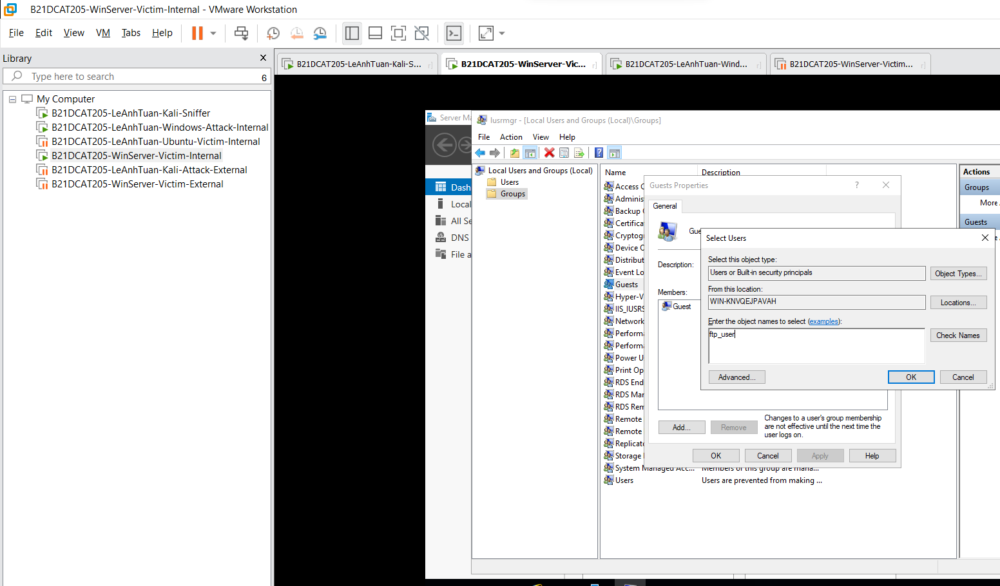 B21DCAT205-WinServer-Victim-Internal - VMware Workstation
File Edit View VM Tabs Help
Library
Type here to search
6
My Computer
B21DCAT205-LeAnhTuan-Kali-Sniffer
B21DCAT205-LeAnhTuan-Windows-Attack-Internal
B21DCAT205-LeAnhTuan-Ubuntu-Victim-Internal
B21DCAT205-WinServer-Victim-Internal
B21DCAT205-LeAnhTuan-Kali-Attack-External
B21DCAT205-WinServer-Victim-External
B21DCAT205-LeAnhTuan-Kali-S...
B21DCAT205-WinServer-Vic...
B21DCAT205-LeAnhTuan-Wind...
B21DCAT205-WinServer-Victim...
Server Ma
Dash
Local
All Se
DNS
File a
lusrmgr - [Local Users and Groups (Local)\Groups]
File Action View Help
Local Users and Groups (Local)
Users
Groups
Name Description
Access C
Adminis
Backup
Certifica
Cryptog
Device C
Distribut
Event Lo
Guests
Hyper-V
IIS_IUSRS
Network
Performa
Performa
Power U
Print Op
RDS End
RDS Mar
RDS Rem
Remote
Remote
Replicato
Storage
System Managed Acc... Members of this group are mana...
Users Users are prevented from making ...
Actions
Groups
More
Guests
Guests Properties
?
General
Gue
Description:
Members:
Guest
Add...
Remove
Changes to a user's group membership
are not effective until the next time the
user logs on.
OK Cancel Apply Help
Select Users
Select this object type:
Users or Built-in security principals
Object Types...
From this location:
WIN-KNVQEJPAVAH
Locations...
Enter the object names to select (examples):
ftp_user
Check Names
Advanced...
OK
Cancel